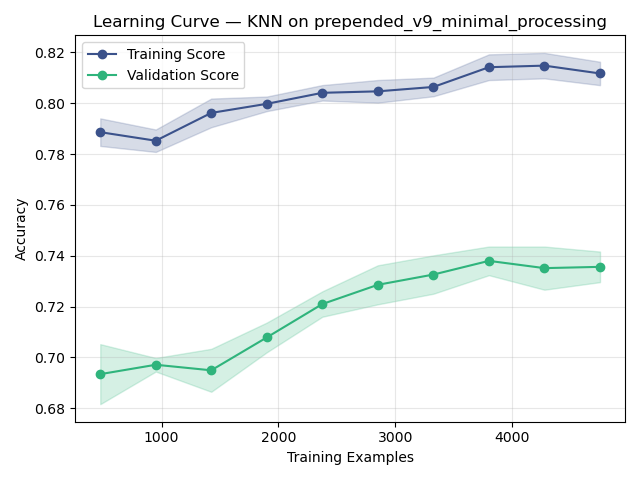 Learning Curve — KNN on prepended_v9_minimal_processing
Training Score
Validation Score
0.82
0.80
0.78
0.76
0.74
0.72
0.70
0.68
Accuracy
1000 2000 3000 4000
Training Examples